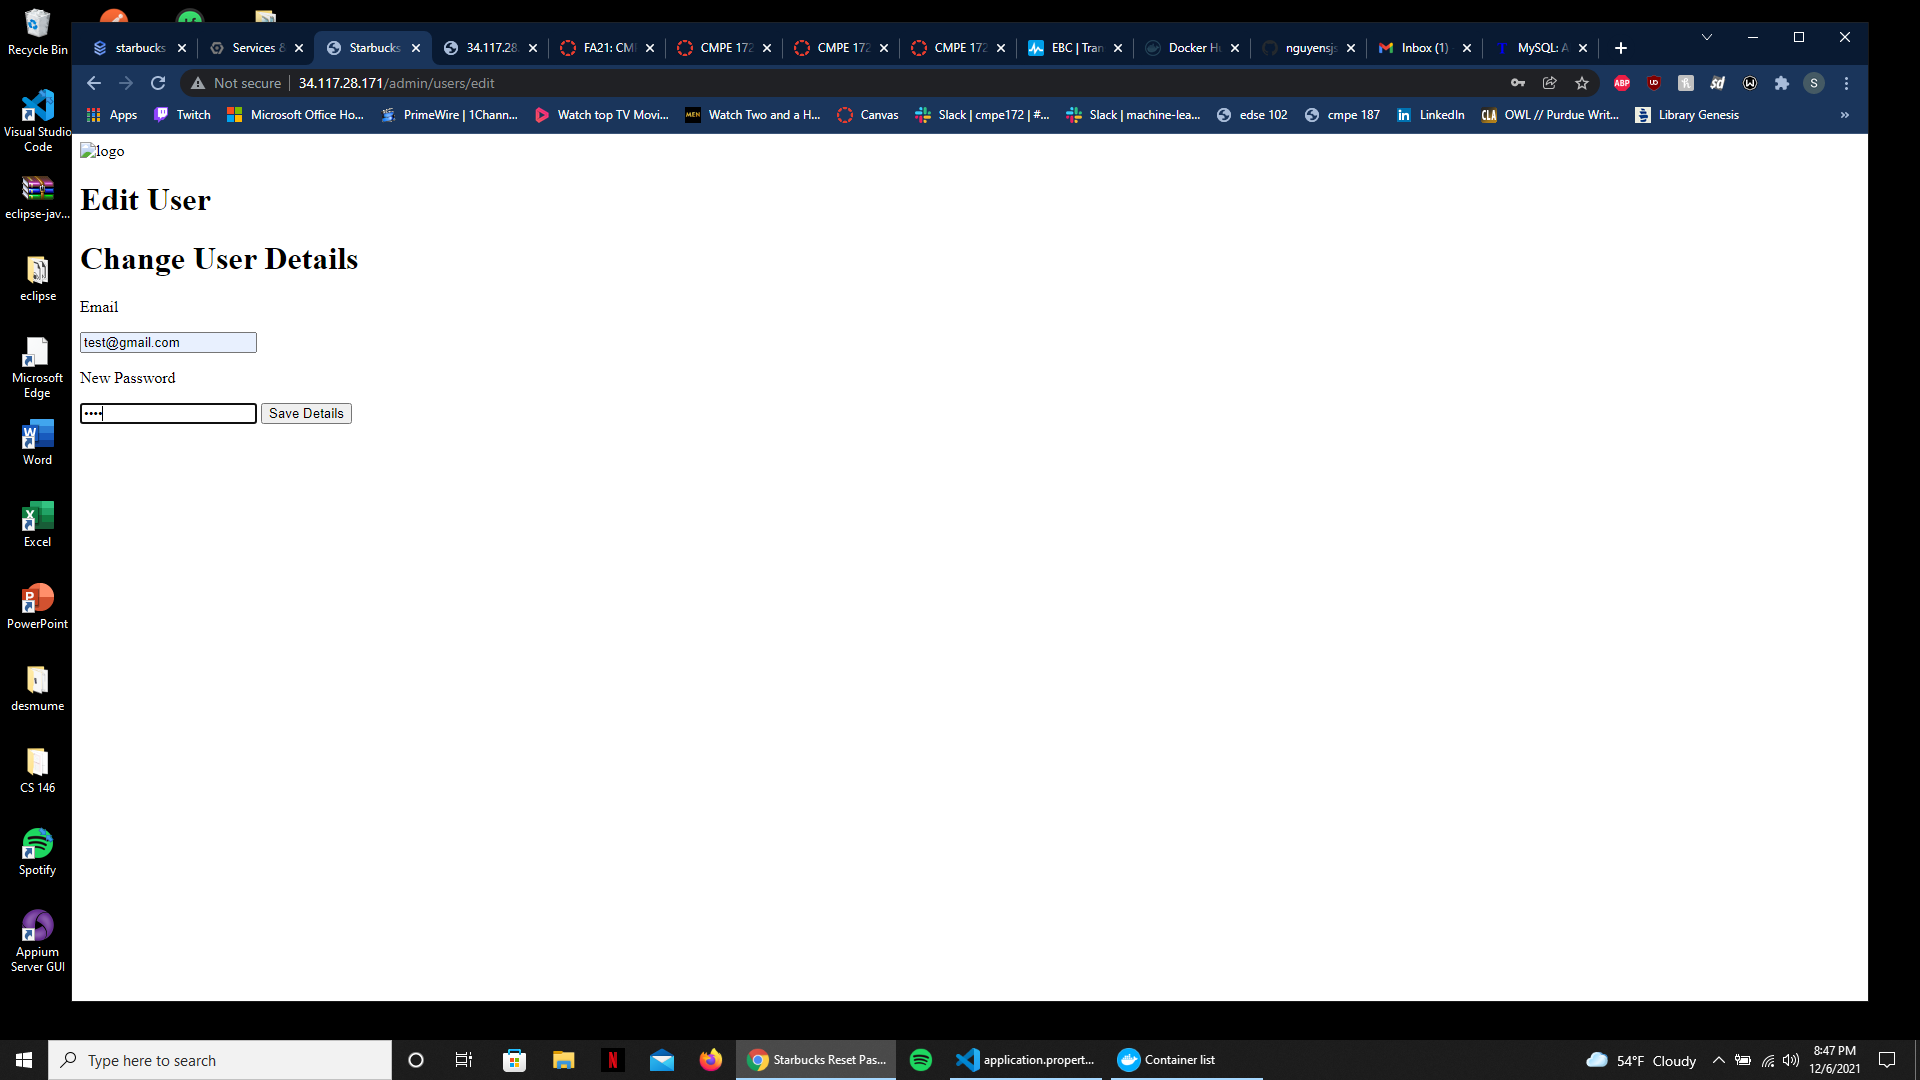 Recycle Bin
Visual Studio
Code
eclipse-jav...
eclipse
Microsoft
Edge
Word
Excel
PowerPoint
desmume
CS 146
Spotify
Appium
Server GUI
starbucks
Services &
Starbucks
34.117.28.
FA21: CM
CMPE 172
CMPE 172
CMPE 172
EBC | Tran
Docker Hu
nguyensjs
Inbox (1)
MySQL: A
Not secure
34.117.28.171/admin/users/edit
ABP
S
Apps
Twitch
Microsoft Office Ho...
PrimeWire | 1Chann...
Watch top TV Movi...
Watch Two and a H...
Canvas
Slack | cmpe172 | #...
Slack | machine-lea...
edse 102
cmpe 187
LinkedIn
OWL // Purdue Writ...
Library Genesis
»
logo
Edit User
Change User Details
Email
test@gmail.com
New Password
••••
Save Details
Type here to search
Starbucks Reset Pas...
application.propert...
Container list
54°F Cloudy
8:47 PM
12/6/2021